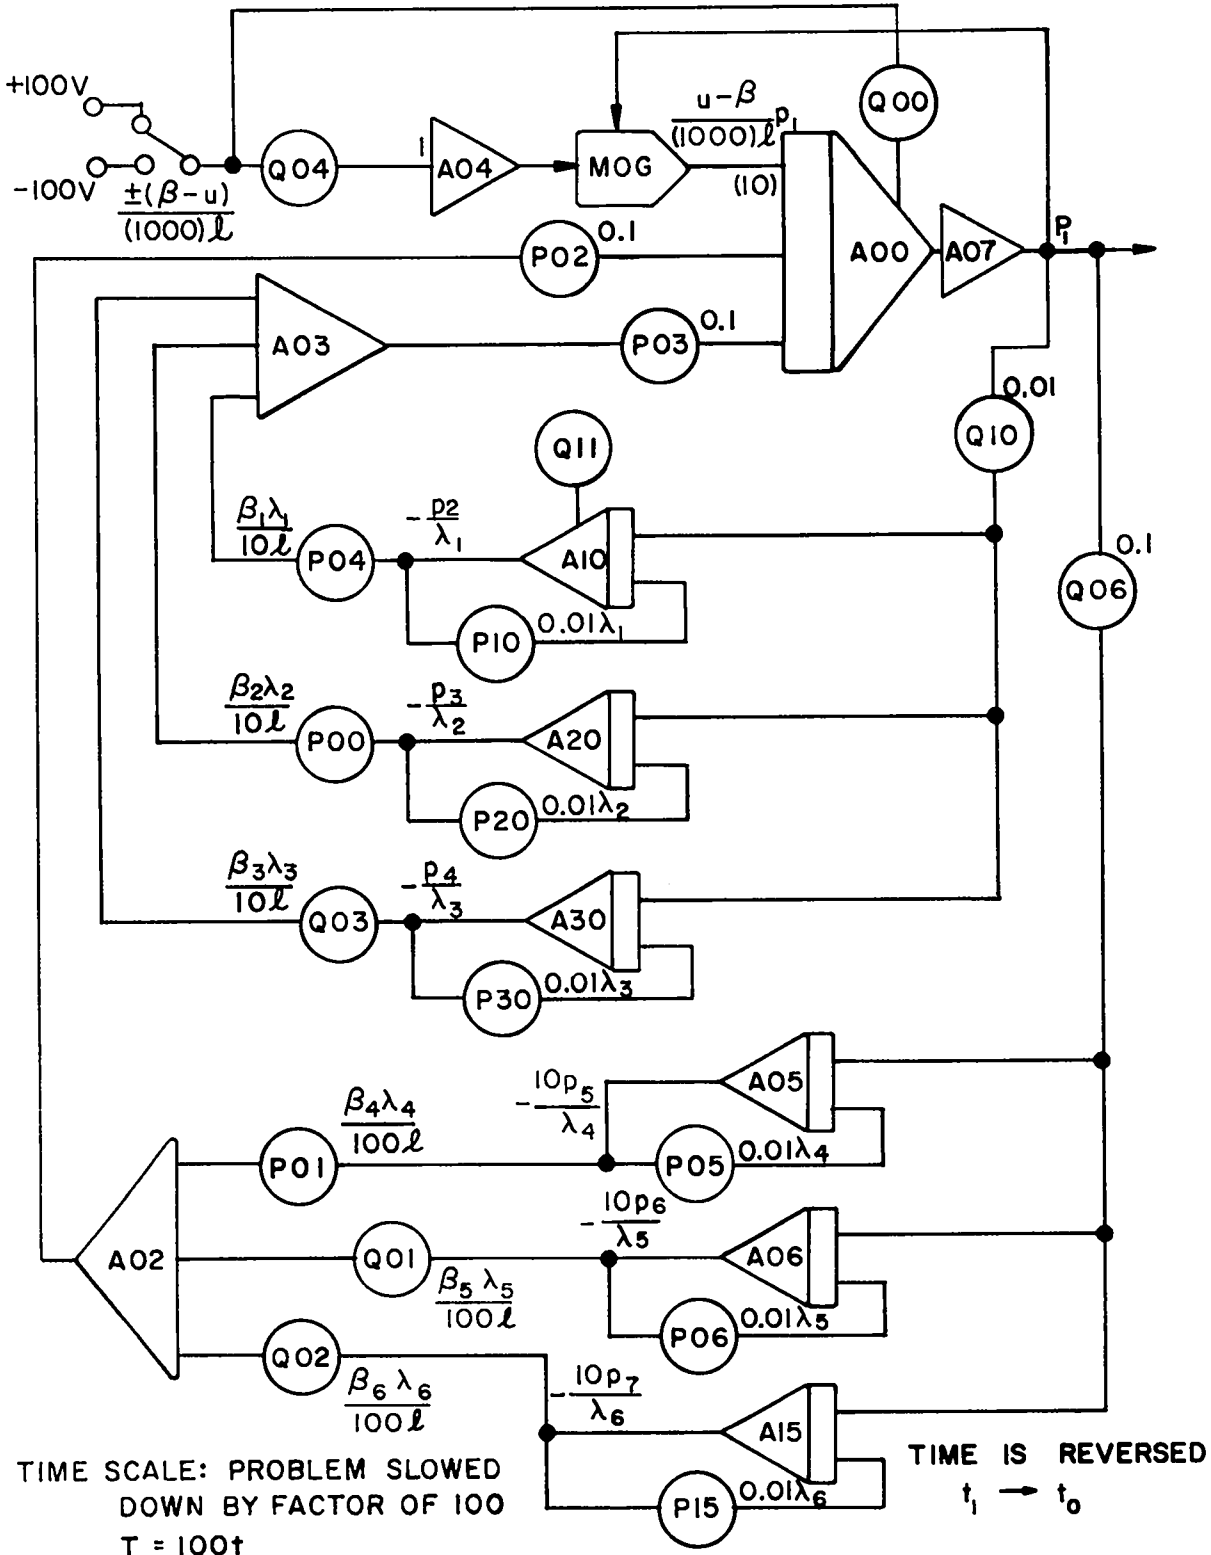 +100V
-100V
±(β-u)
(1000)ℓ
Q04
1
A04
MOG
u-β
(1000)ℓ
p₁
(10)
Q00
A00
A07
P₁
P02
0.1
A03
P03
0.1
0.01
Q10
Q11
β₁λ₁
10ℓ
P04
-p2
λ₁
A10
P10
0.01λ₁
0.1
Q06
β₂λ₂
10ℓ
P00
-p₃
λ₂
A20
P20
0.01λ₂
β₃λ₃
10ℓ
Q03
-p₄
λ₃
A30
P30
0.01λ₃
A02
β₄λ₄
100ℓ
P01
-10p₅
λ₄
A05
P05
0.01λ₄
Q01
β₅λ₅
100ℓ
-10p₆
λ₅
A06
P06
0.01λ₅
Q02
β₆λ₆
100ℓ
-10p₇
λ₆
A15
P15
0.01λ₆
TIME SCALE: PROBLEM SLOWED
DOWN BY FACTOR OF 100
T = 100t
TIME IS REVERSED
t₁ → t₀